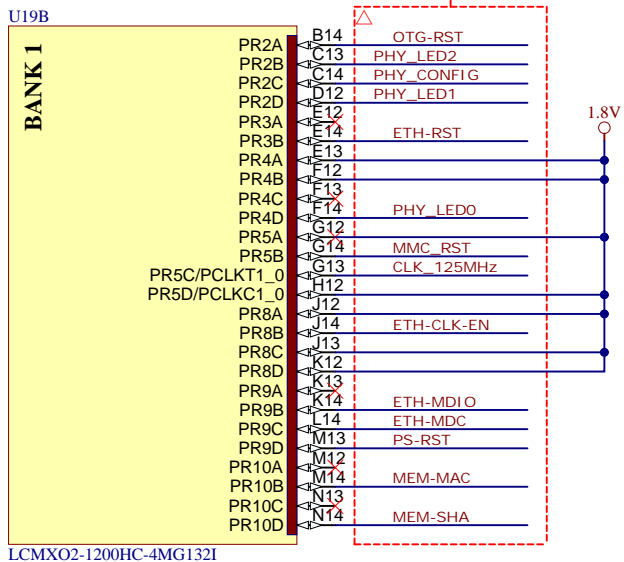 U19B
BANK 1
PR2A B14 OTG-RST
PR2B C13 PHY_LED2
PR2C C14 PHY_CONFIG
PR2D D12 PHY_LED1
PR3A E12
PR3B E14 ETH-RST
PR4A E13
PR4B F12
PR4C F13
PR4D F14 PHY_LED0
PR5A G12
PR5B G14 MMC_RST
PR5C/PCLKT1_0 G13 CLK_125MHz
PR5D/PCLKC1_0 H12
PR8A J12
PR8B J14 ETH-CLK-EN
PR8C J13
PR8D K12
PR9A K13
PR9B K14 ETH-MDIO
PR9C L14 ETH-MDC
PR9D M13 PS-RST
PR10A M12
PR10B M14 MEM-MAC
PR10C N13
PR10D N14 MEM-SHA
1.8V
LCMXO2-1200HC-4MG132I